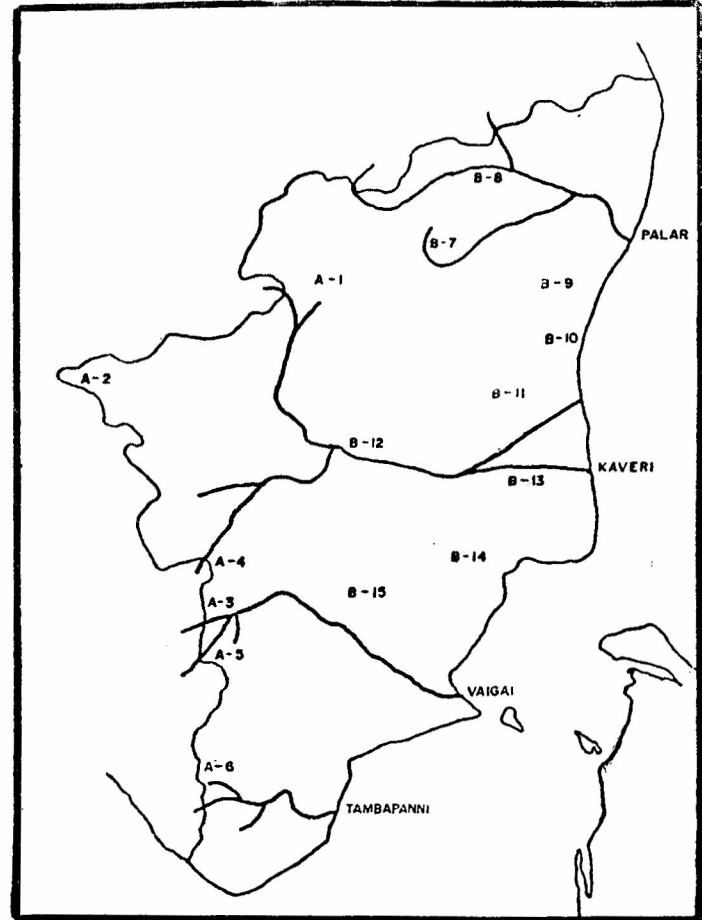 B-8
PALAR
B-7
A-1
B-9
B-10
A-2
B-11
B-12
KAVERI
B-13
B-14
A-4
B-15
A-3
A-5
VAIGAI
A-6
TAMBAPANNI